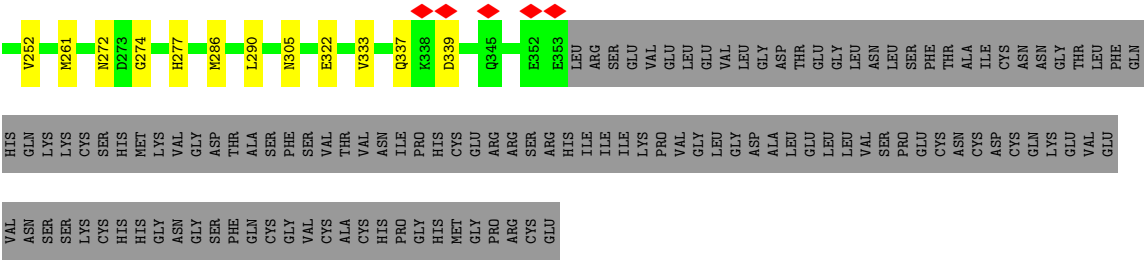 V252 M261 N272 D273 G274 H277 M286 L290 N305 E322 V333 Q337 K338 D339 Q345 E352 E353 LEU ARG SER GLU VAL GLU LEU GLU VAL LEU GLY ASP THR GLU GLY LEU ASN LEU SER PHE THR ALA ILE CYS ASN ASN GLY THR LEU PHE GLN
HIS GLN LYS LYS CYS SER HIS MET LYS VAL GLY ASP THR ALA SER PHE SER VAL THR VAL ASN ILE PRO HIS CYS GLU ARG ARG SER ARG HIS ILE ILE ILE LYS PRO VAL GLY LEU GLY ASP ALA LEU GLU LEU LEU VAL SER PRO GLU CYS ASN CYS ASP CYS GLN LYS GLU VAL GLU
VAL ASN SER SER LYS CYS HIS HIS GLY ASN GLY SER PHE GLN CYS GLY VAL CYS ALA CYS HIS PRO GLY HIS MET GLY PRO ARG CYS GLU